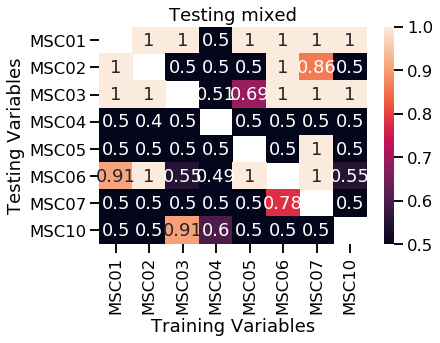 Testing mixed
Testing Variables
MSC01 1 1 0.5 1 1 1 1
MSC02 1 0.5 0.5 0.5 1 0.86 0.5
MSC03 1 1 0.51 0.69 1 1 1
MSC04 0.5 0.4 0.5 0.5 0.5 0.5 0.5
MSC05 0.5 0.5 0.5 0.5 0.5 1 0.5
MSC06 0.91 1 0.55 0.49 1 1 0.55
MSC07 0.5 0.5 0.5 0.5 0.5 0.78 0.5
MSC10 0.5 0.5 0.91 0.6 0.5 0.5 0.5
MSC01 MSC02 MSC03 MSC04 MSC05 MSC06 MSC07 MSC10
Training Variables
1.0
0.9
0.8
0.7
0.6
0.5